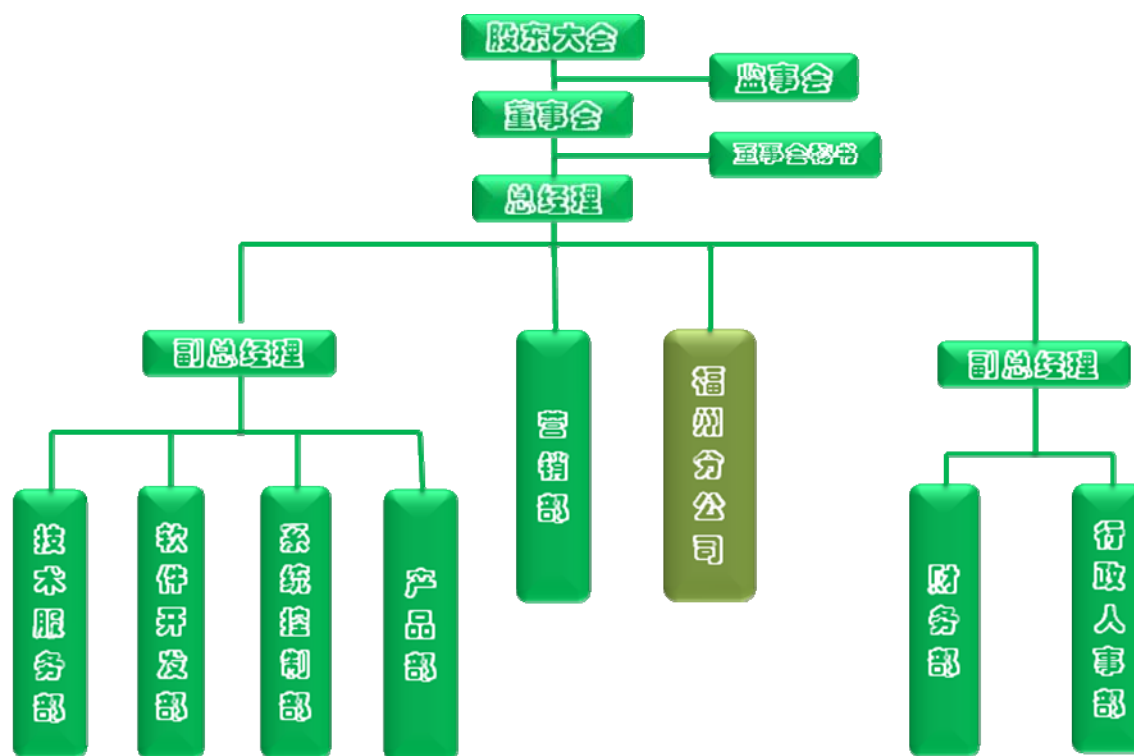 股东大会
监事会
董事会
董事会秘书
总经理
副总经理
营销部
福州分公司
副总经理
技术服务部
软件开发部
系统控制部
产品部
财务部
行政人事部